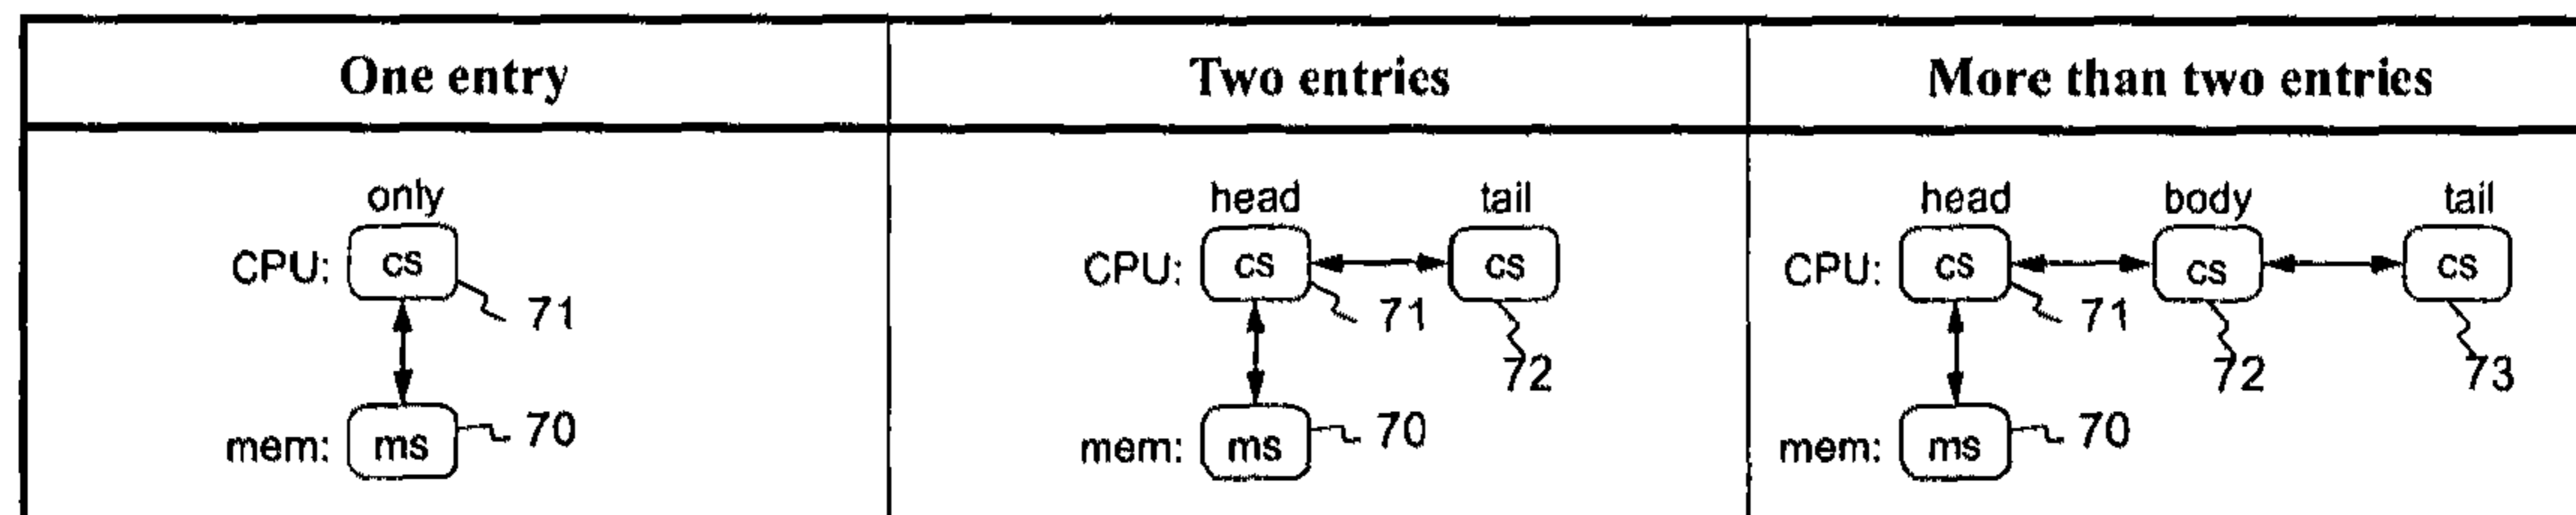 One entry
Two entries
More than two entries
only
CPU: cs
71
mem: ms 70
head tail
CPU: cs cs
71
72
mem: ms 70
head body tail
CPU: cs cs cs
71
72 73
mem: ms 70